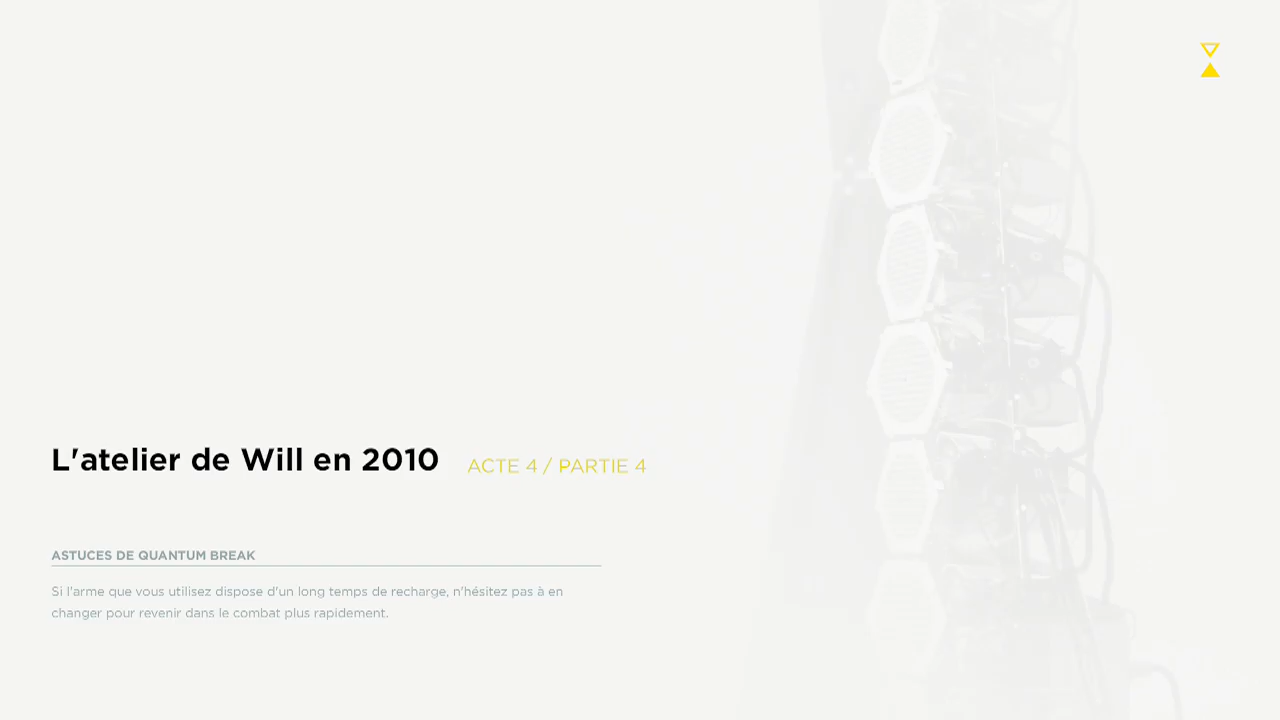 L'atelier de Will en 2010 ACTE 4 / PARTIE 4
ASTUCES DE QUANTUM BREAK
Si l'arme que vous utilisez dispose d'un long temps de recharge, n'hésitez pas à en
changer pour revenir dans le combat plus rapidement.